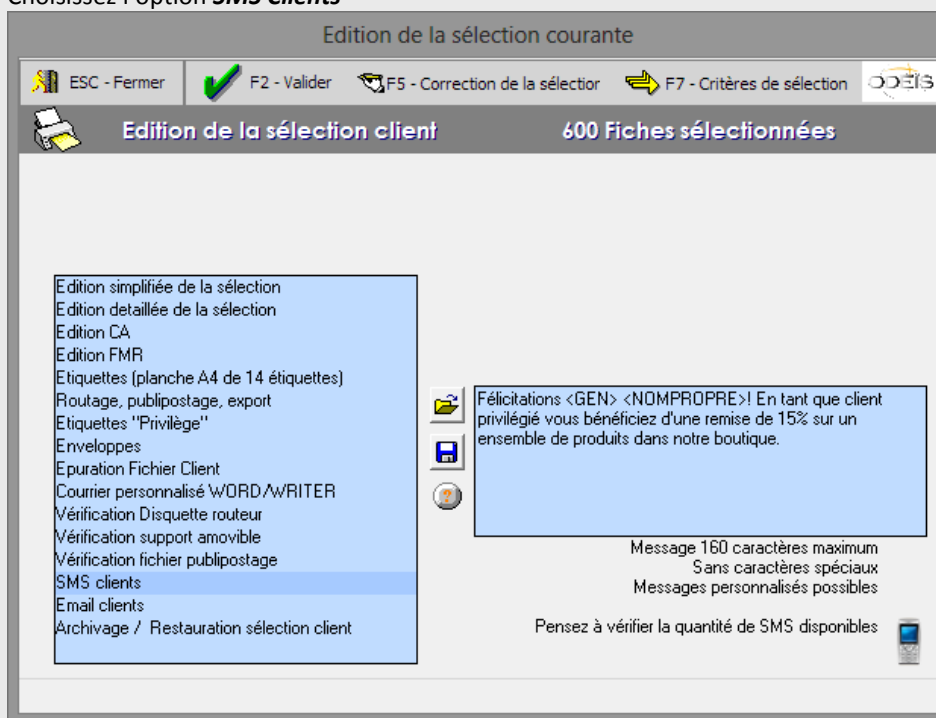 Choisissez l'option SMS Clients
Edition de la sélection courante
ESC - Fermer
F2 - Valider
F5 - Correction de la sélection
F7 - Critères de sélection
Edition de la sélection client
600 Fiches sélectionnées
Edition simplifiée de la sélection
Edition detaillée de la sélection
Edition CA
Edition FMR
Etiquettes (planche A4 de 14 étiquettes)
Routage, publipostage, export
Etiquettes "Privilège"
Enveloppes
Epuration Fichier Client
Courrier personnalisé WORD/WRITER
Vérification Disquette routeur
Vérification support amovible
Vérification fichier publipostage
SMS clients
Email clients
Archivage / Restauration sélection client
Félicitations <GEN> <NOMPROPRE>! En tant que client
privilégié vous bénéficiez d'une remise de 15% sur un
ensemble de produits dans notre boutique.
Message 160 caractères maximum
Sans caractères spéciaux
Messages personnalisés possibles
Pensez à vérifier la quantité de SMS disponibles